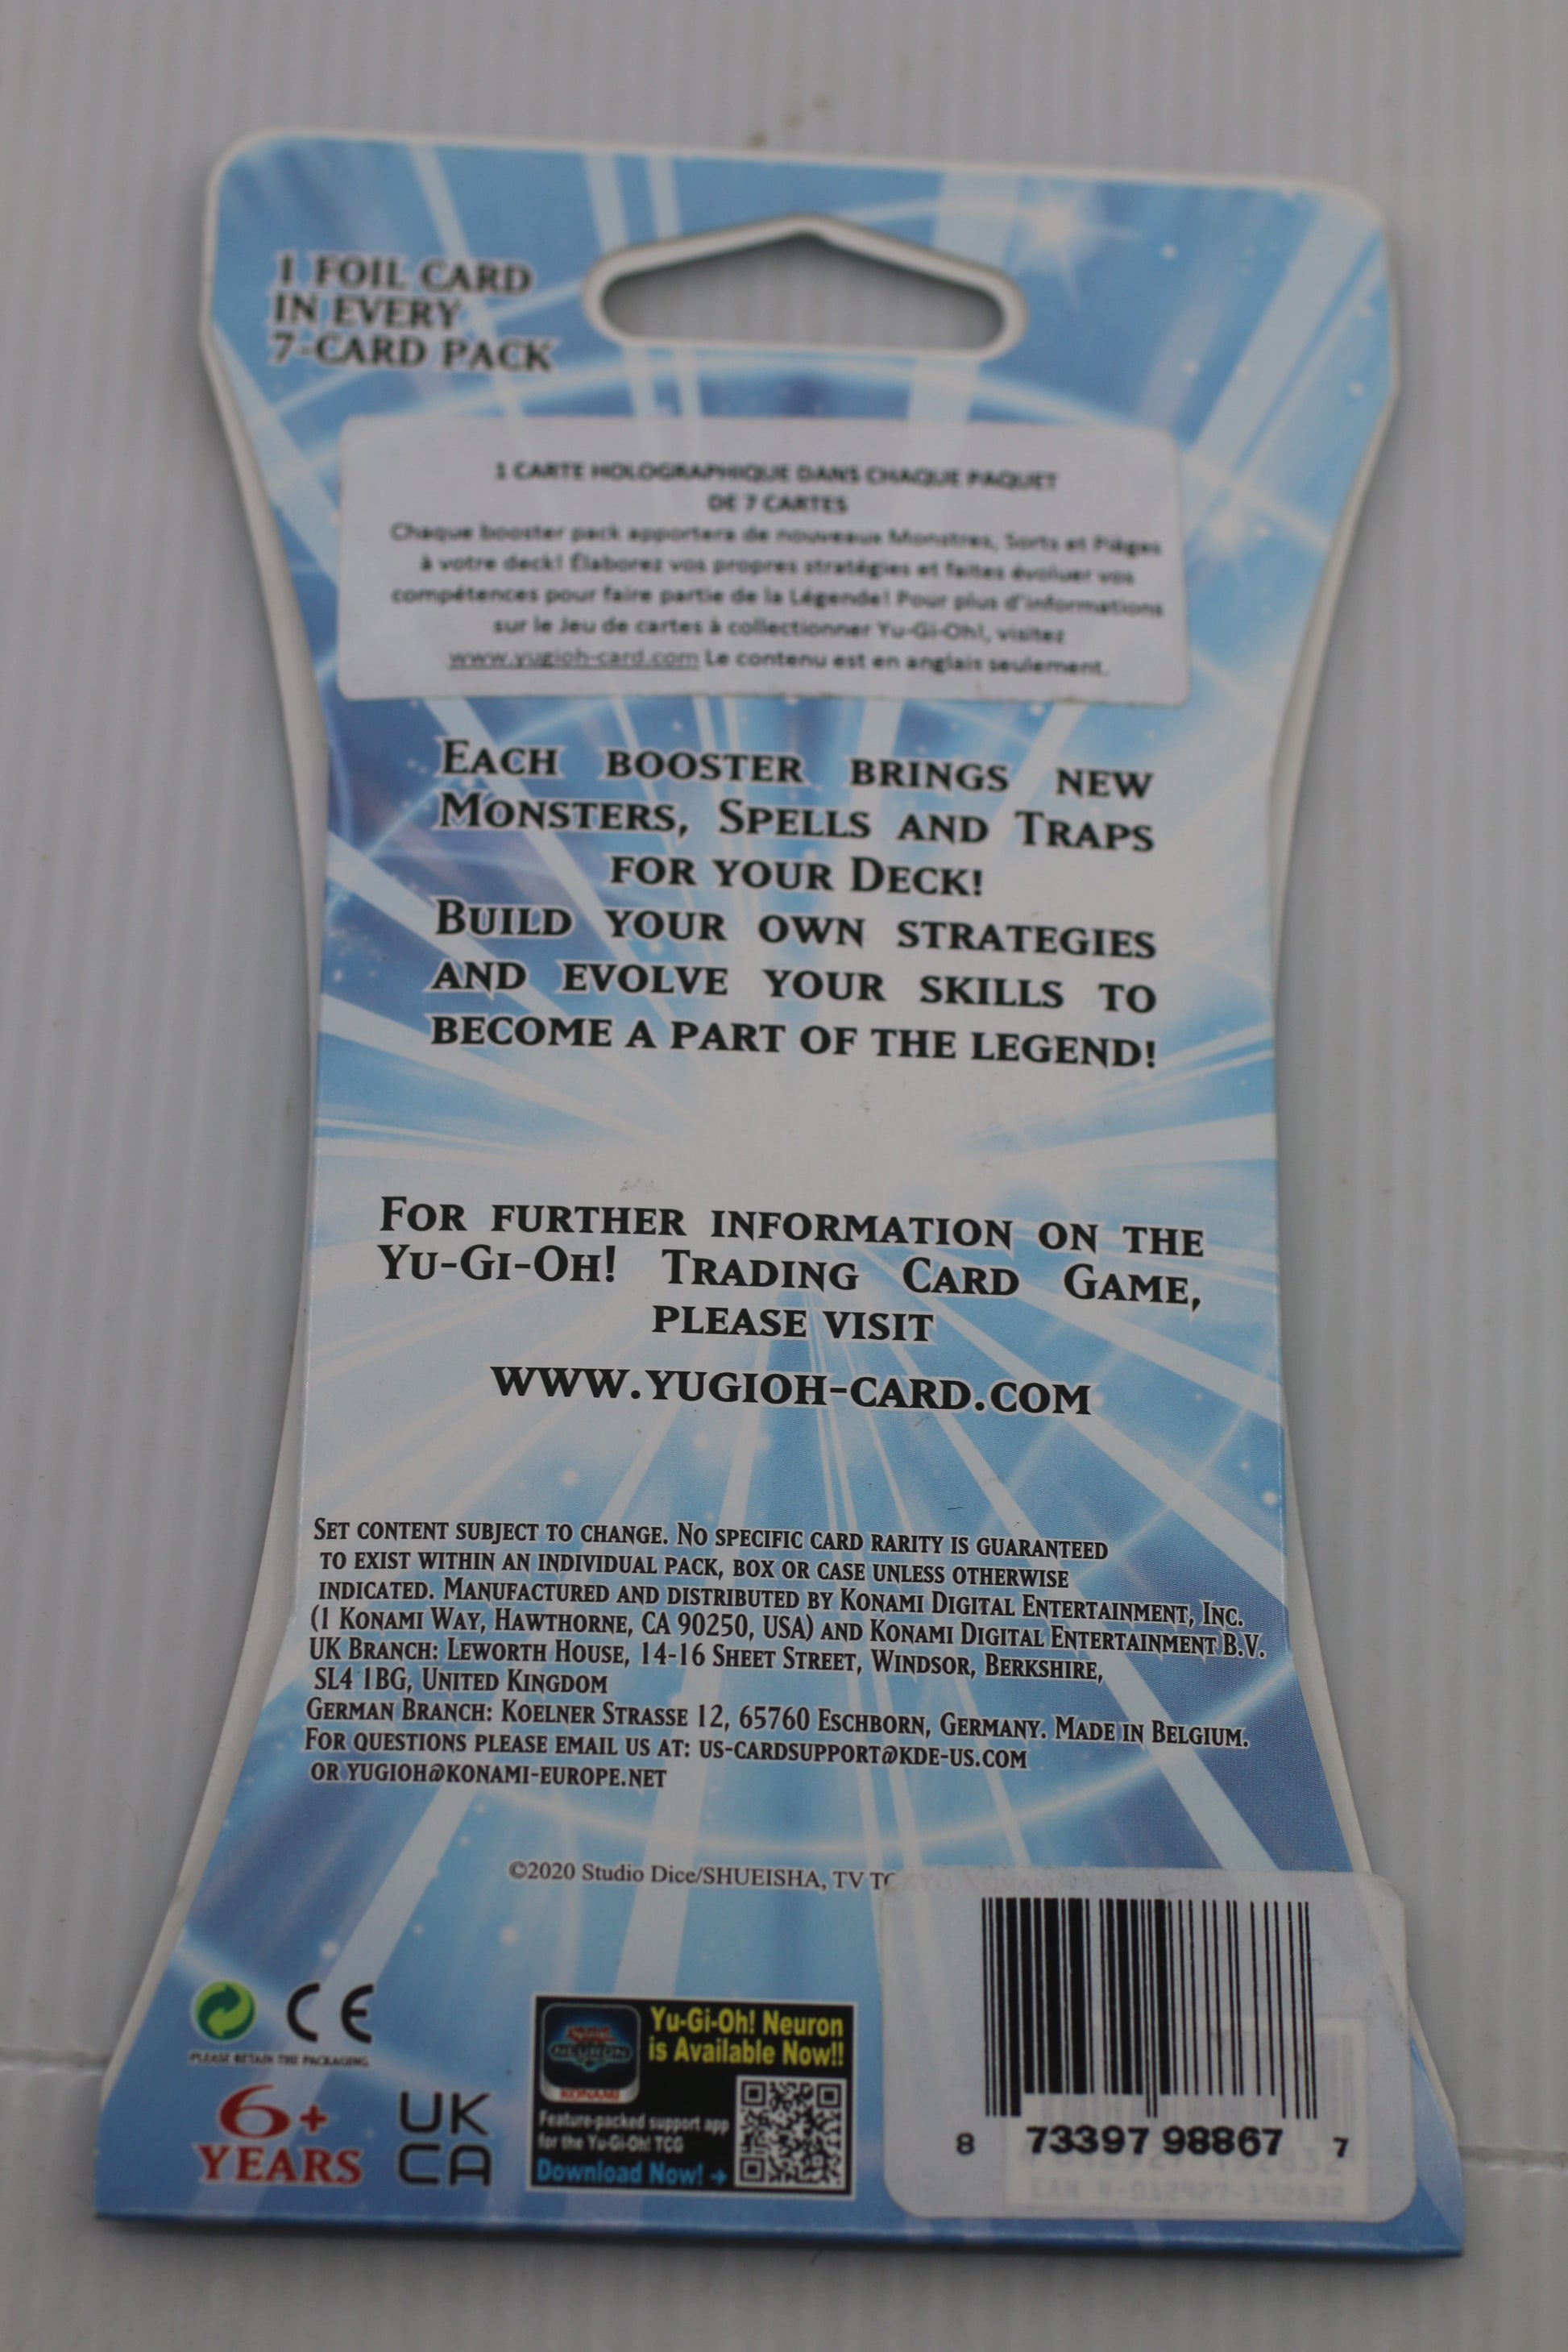 1 FOIL CARD
IN EVERY
7-CARD PACK
1 CARTE HOLOGRAPHIQUE DANS CHAQUE PAQUET
DE 7 CARTES
Chaque booster pack apportera de nouveaux Monstres, Sorts et Pièges
à votre deck! Élaborez vos propres stratégies et faites évoluer vos
compétences pour faire partie de la Légende! Pour plus d'informations
sur le Jeu de cartes à collectionner Yu-Gi-Oh!, visitez
www.yugioh-card.com Le contenu est en anglais seulement.
EACH BOOSTER BRINGS NEW
MONSTERS, SPELLS AND TRAPS
FOR YOUR DECK!
BUILD YOUR OWN STRATEGIES
AND EVOLVE YOUR SKILLS TO
BECOME A PART OF THE LEGEND!
FOR FURTHER INFORMATION ON THE
YU-GI-OH! TRADING CARD GAME,
PLEASE VISIT
WWW.YUGIOH-CARD.COM
SET CONTENT SUBJECT TO CHANGE. NO SPECIFIC CARD RARITY IS GUARANTEED
TO EXIST WITHIN AN INDIVIDUAL PACK, BOX OR CASE UNLESS OTHERWISE
INDICATED. MANUFACTURED AND DISTRIBUTED BY KONAMI DIGITAL ENTERTAINMENT, INC.
(1 KONAMI WAY, HAWTHORNE, CA 90250, USA) AND KONAMI DIGITAL ENTERTAINMENT B.V.
UK BRANCH: LEWORTH HOUSE, 14-16 SHEET STREET, WINDSOR, BERKSHIRE,
SL4 1BG, UNITED KINGDOM
GERMAN BRANCH: KOELNER STRASSE 12, 65760 ESCHBORN, GERMANY. MADE IN BELGIUM.
FOR QUESTIONS PLEASE EMAIL US AT: US-CARDSUPPORT@KDE-US.COM
OR YUGIOH@KONAMI-EUROPE.NET
©2020 Studio Dice/SHUEISHA, TV TOKYO, KONAMI
CE
PLEASE RETAIN THE PACKAGING
6+
YEARS
UK
CA
NEURON
KONAMI
Yu-Gi-Oh! Neuron
is Available Now!!
Feature-packed support app
for the Yu-Gi-Oh! TCG
Download Now! →
8 73397 98867 7
EAN 4-012927-192832